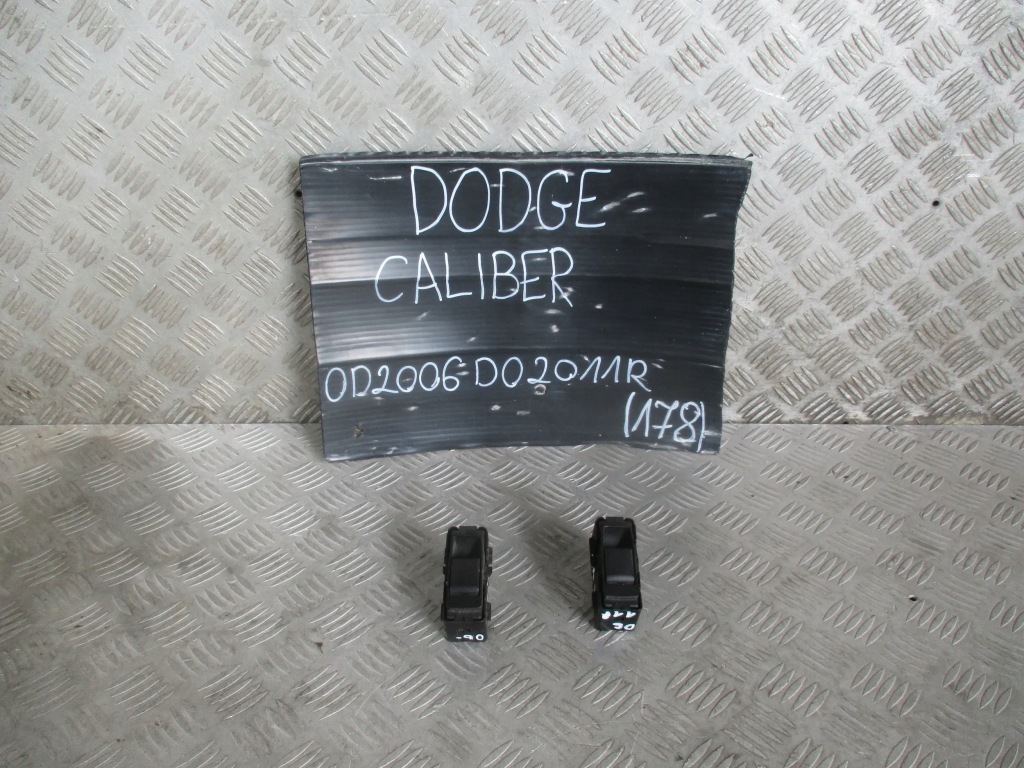 DODGE
CALIBER
OD2006 DO2011R
(178)